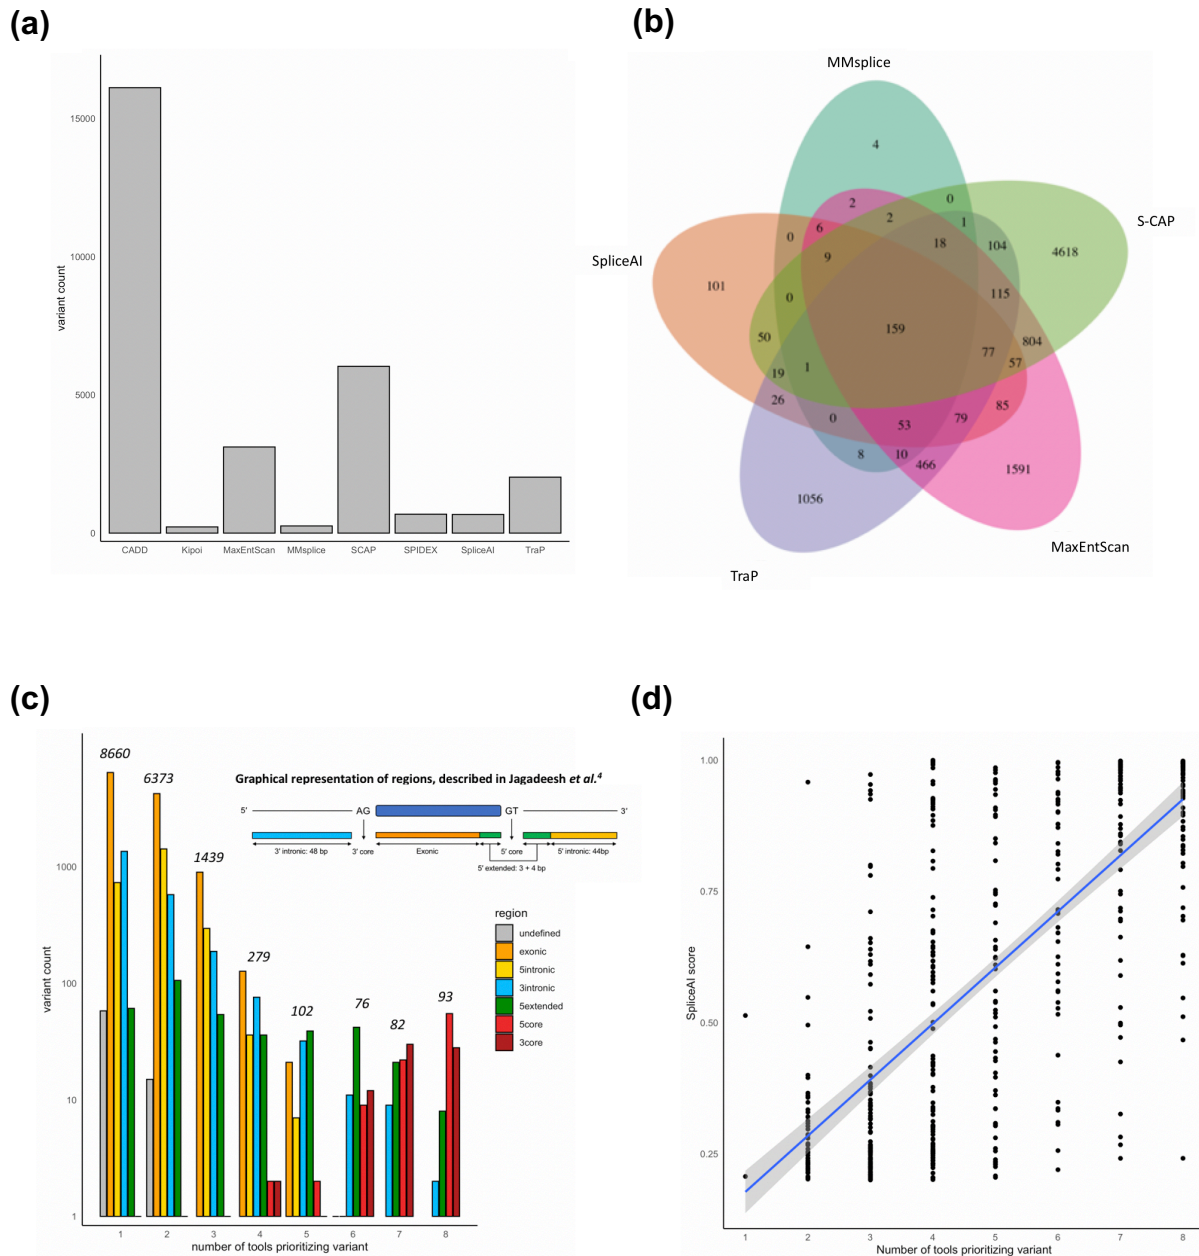 (a)
variant count
15000
10000
5000
0
CADD Kipoi MaxEntScan MMsplice SCAP SPIDEX SpliceAI TraP
(b)
MMsplice
S-CAP
SpliceAI
MaxEntScan
TraP
4
2
0
2
1
6
0
18
104
4618
9
101
115
0
159
50
804
77
57
1
19
26
85
0
79
53
8
10
466
1591
1056
(c)
variant count
1000
100
10
1
8660
6373
1439
279
102
76
82
93
Graphical representation of regions, described in Jagadeesh et al.4
5' AG GT 3'
3' intronic: 48 bp 3' core Exonic 5' core 5' intronic: 44bp
5' extended: 3 + 4 bp
region
undefined
exonic
5intronic
3intronic
5extended
5core
3core
1 2 3 4 5 6 7 8
number of tools prioritizing variant
(d)
SpliceAI score
1.00
0.75
0.50
0.25
1 2 3 4 5 6 7 8
Number of tools prioritizing variant